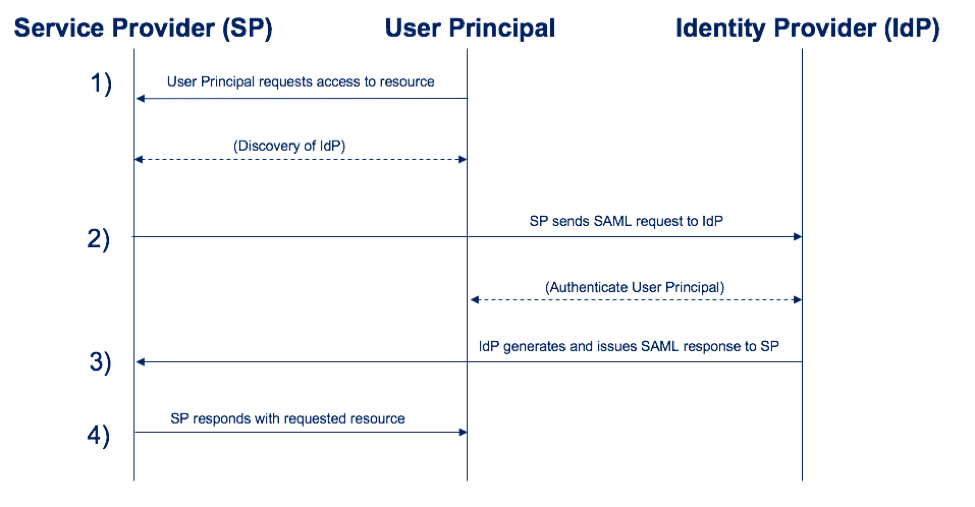 Service Provider (SP) User Principal Identity Provider (IdP)
1) User Principal requests access to resource
(Discovery of IdP)
2) SP sends SAML request to IdP
(Authenticate User Principal)
3) IdP generates and issues SAML response to SP
4) SP responds with requested resource